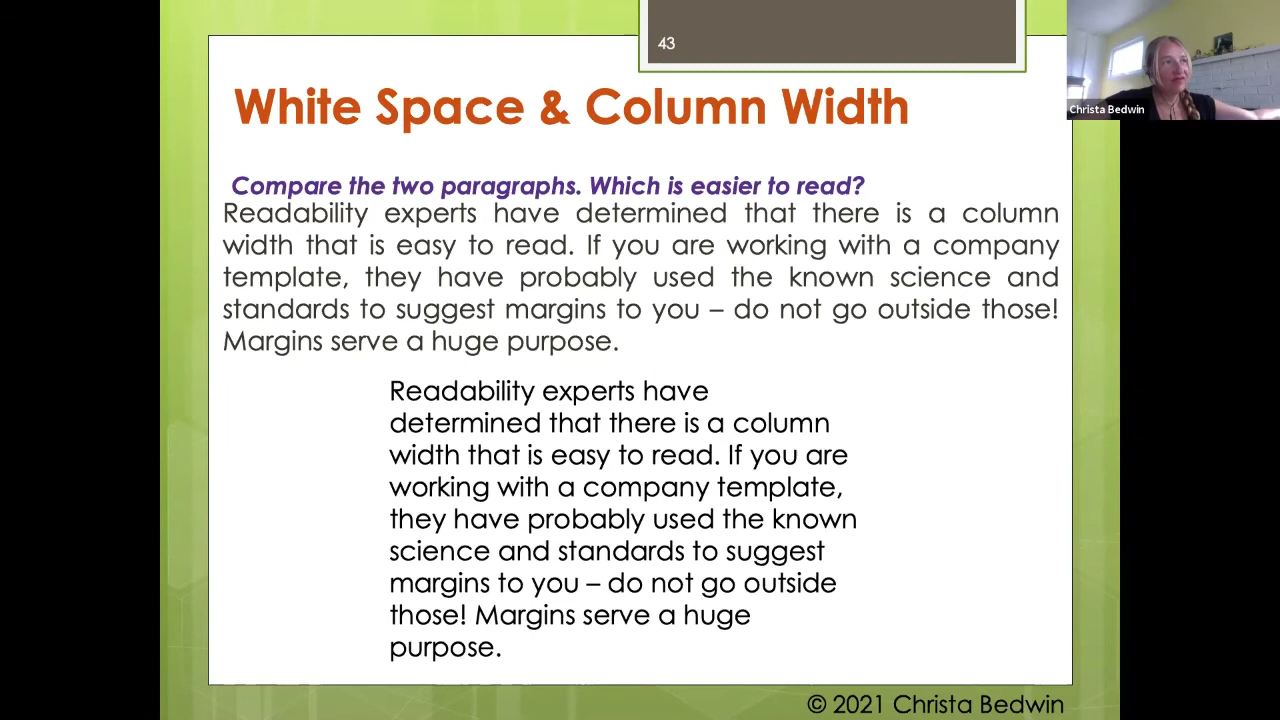 43
Christa Bedwin
White Space & Column Width
Compare the two paragraphs. Which is easier to read?
Readability experts have determined that there is a column
width that is easy to read. If you are working with a company
template, they have probably used the known science and
standards to suggest margins to you – do not go outside those!
Margins serve a huge purpose.
Readability experts have
determined that there is a column
width that is easy to read. If you are
working with a company template,
they have probably used the known
science and standards to suggest
margins to you – do not go outside
those! Margins serve a huge
purpose.
© 2021 Christa Bedwin